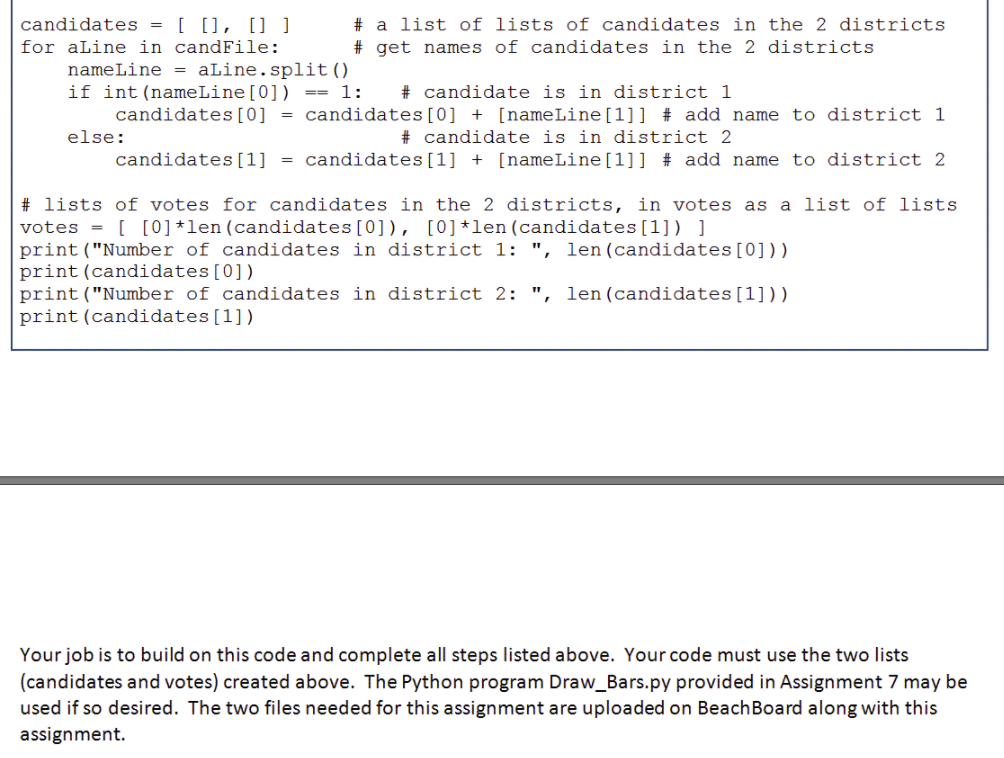 candidates = [ [], [] ]       # a list of lists of candidates in the 2 districts
for aLine in candFile:        # get names of candidates in the 2 districts
    nameLine = aLine.split()
    if int(nameLine[0]) == 1:   # candidate is in district 1
        candidates[0] = candidates[0] + [nameLine[1]] # add name to district 1
    else:                       # candidate is in district 2
        candidates[1] = candidates[1] + [nameLine[1]] # add name to district 2
# lists of votes for candidates in the 2 districts, in votes as a list of lists
votes = [ [0]*len(candidates[0]), [0]*len(candidates[1]) ]
print("Number of candidates in district 1: ", len(candidates[0]))
print(candidates[0])
print("Number of candidates in district 2: ", len(candidates[1]))
print(candidates[1])
Your job is to build on this code and complete all steps listed above. Your code must use the two lists
(candidates and votes) created above. The Python program Draw_Bars.py provided in Assignment 7 may be
used if so desired. The two files needed for this assignment are uploaded on BeachBoard along with this
assignment.